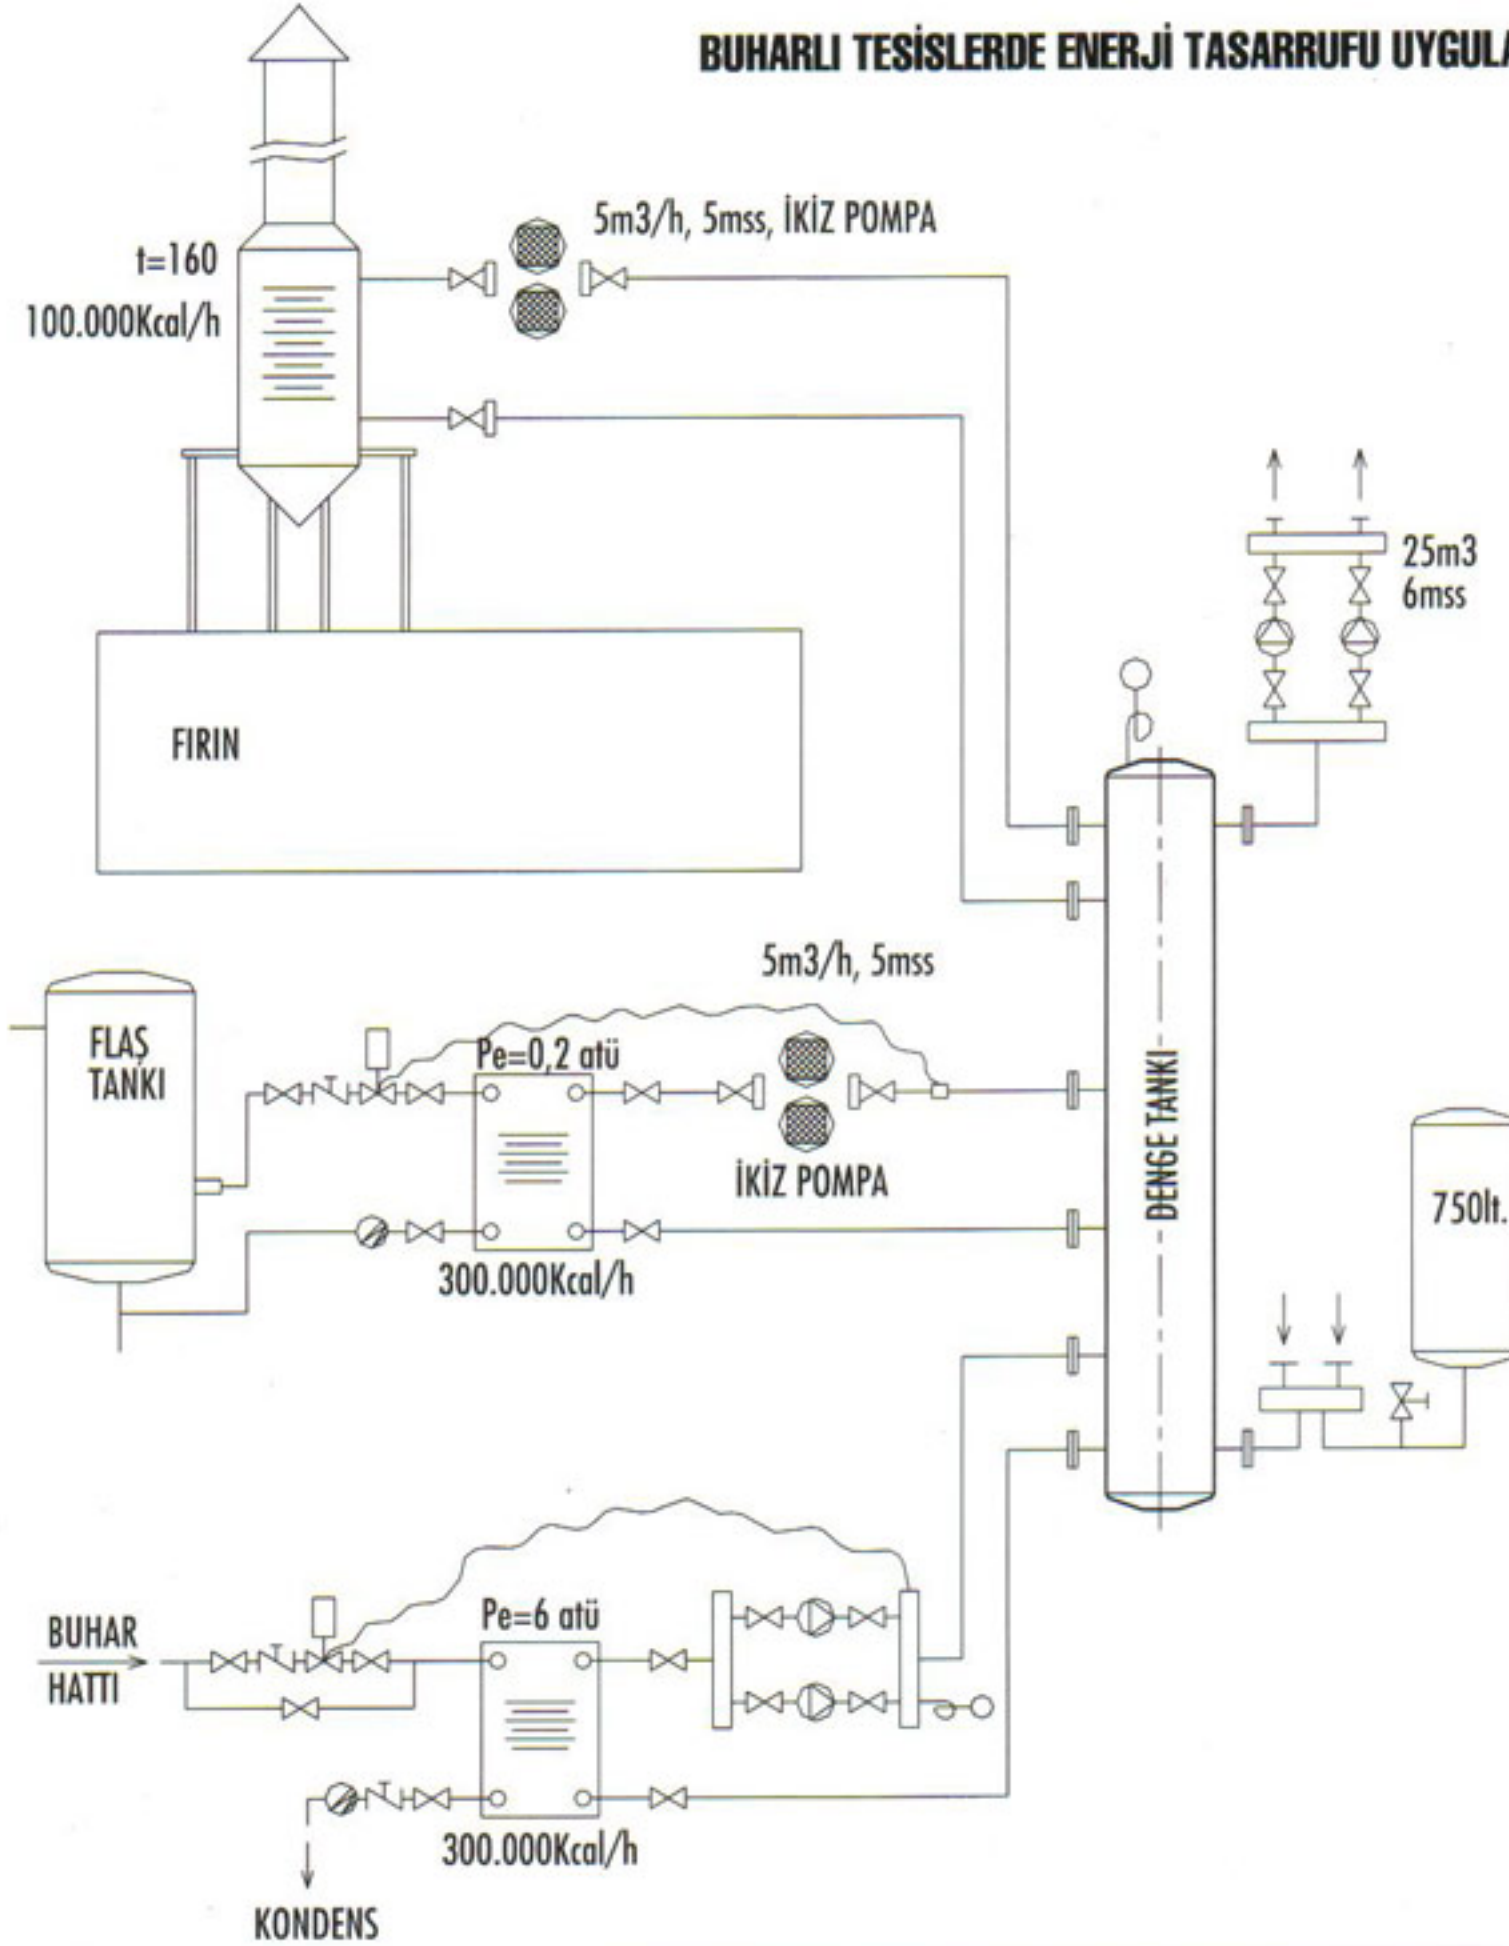 BUHARLI TESİSLERDE ENERJİ TASARRUFU
5m3/h, 5mss, İKİZ POMPA
t=160
100.000Kcal/h
25m3
6mss
FIRIN
5m3/h, 5mss
FLAŞ
TANKI
Pe=0,2 atü
DENGE TANKI
İKİZ POMPA
750lt.
300.000Kcal/h
BUHAR
HATTI
Pe=6 atü
300.000Kcal/h
KONDENS